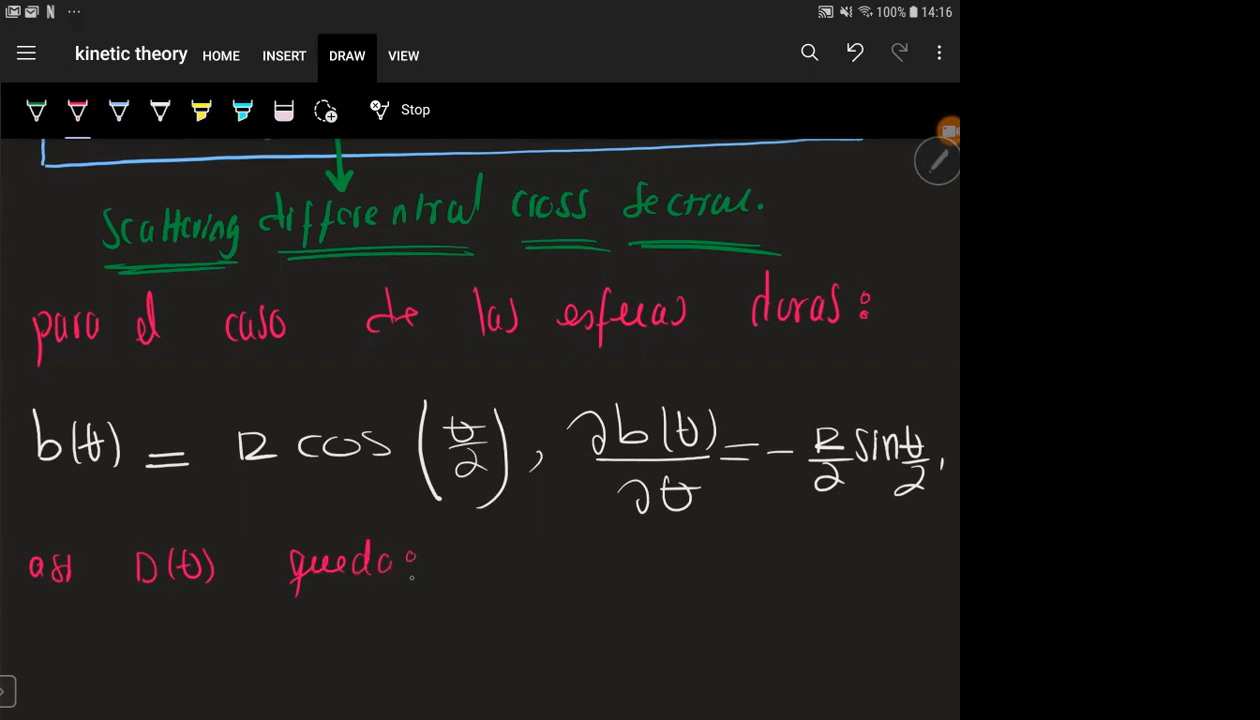 100% 14:16
kinetic theory HOME INSERT DRAW VIEW
Stop
Scattering differential cross section.
para el caso de las esferas duras:
b(θ) = R cos (θ/2), ∂b(θ)/∂θ = - R/2 sin θ/2,
así D(θ) queda: